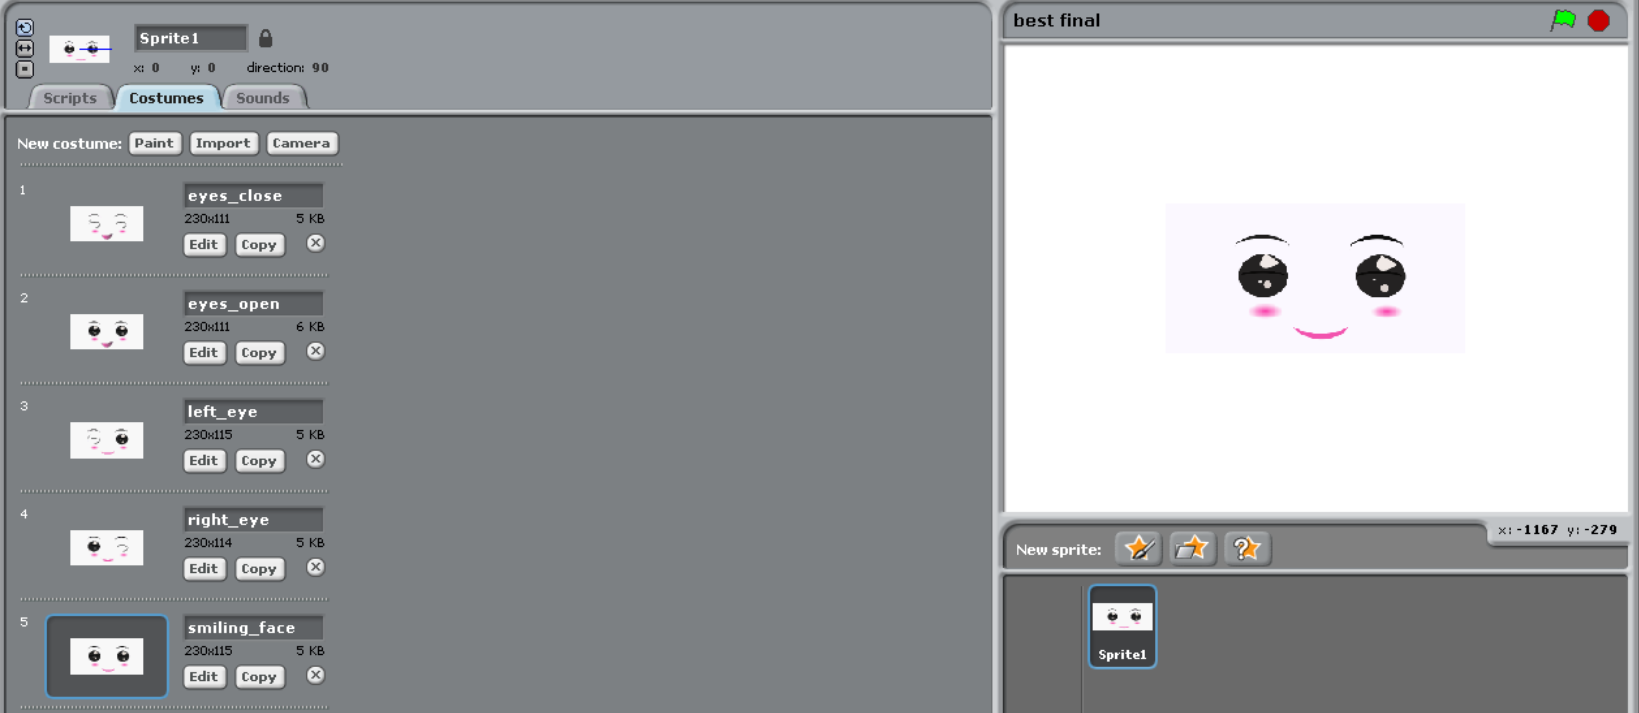 Sprite1
x: 0 y: 0 direction: 90
Scripts Costumes Sounds
New costume: Paint Import Camera
1
eyes_close
230x111 5 KB
Edit Copy
2
eyes_open
230x111 6 KB
Edit Copy
3
left_eye
230x115 5 KB
Edit Copy
4
right_eye
230x114 5 KB
Edit Copy
5
smiling_face
230x115 5 KB
Edit Copy
best final
x: -1167 y: -279
New sprite:
Sprite1